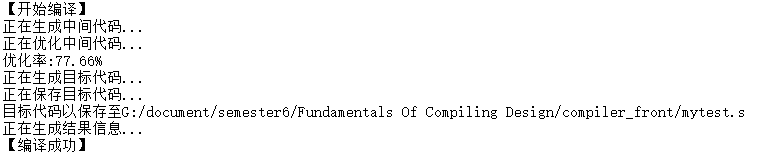 【开始编译】
正在生成中间代码...
正在优化中间代码...
优化率:77.66%
正在生成目标代码...
正在保存目标代码...
目标代码以保存至G:/document/semester6/Fundamentals Of Compiling Design/compiler_front/mytest.s
正在生成结果信息...
【编译成功】